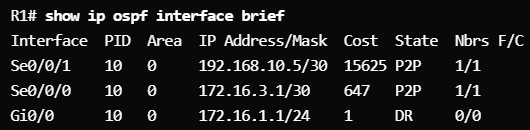 R1# show ip ospf interface brief
Interface PID Area IP Address/Mask Cost State Nbrs F/C
Se0/0/1 10 0 192.168.10.5/30 15625 P2P 1/1
Se0/0/0 10 0 172.16.3.1/30 647 P2P 1/1
Gi0/0 10 0 172.16.1.1/24 1 DR 0/0